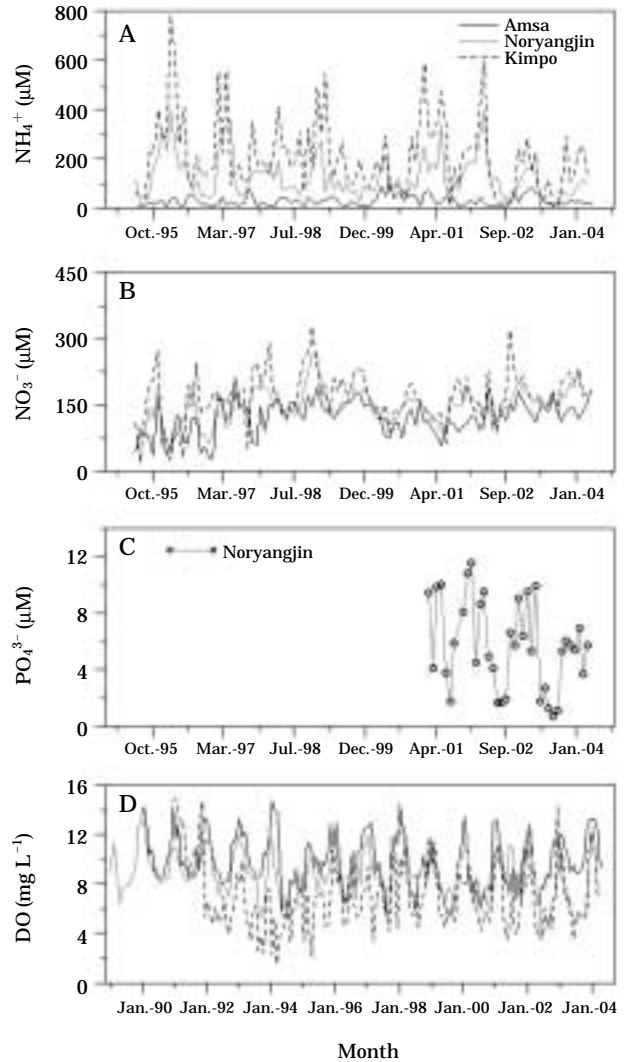 A
Amsa
Noryangjin
Kimpo
NH₄⁺ (μM)
800
600
400
200
0
Oct.-95 Mar.-97 Jul.-98 Dec.-99 Apr.-01 Sep.-02 Jan.-04
B
NO₃⁻ (μM)
450
300
150
0
Oct.-95 Mar.-97 Jul.-98 Dec.-99 Apr.-01 Sep.-02 Jan.-04
C
Noryangjin
PO₄³⁻ (μM)
12
8
4
0
Oct.-95 Mar.-97 Jul.-98 Dec.-99 Apr.-01 Sep.-02 Jan.-04
D
DO (mg L⁻¹)
16
12
8
4
0
Jan.-90 Jan.-92 Jan.-94 Jan.-96 Jan.-98 Jan.-00 Jan.-02 Jan.-04
Month